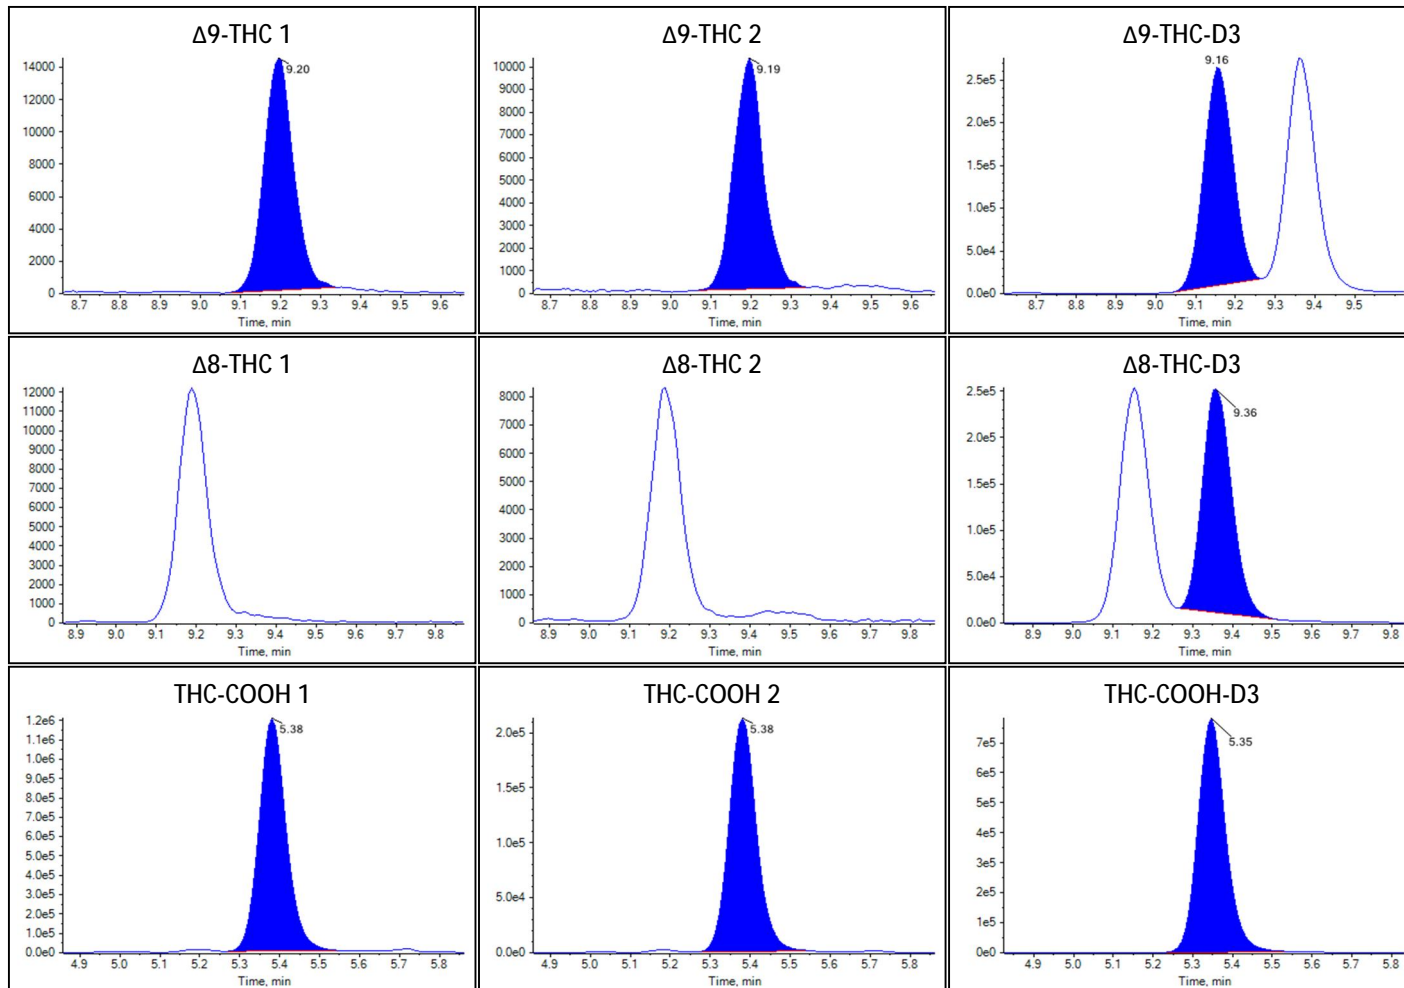 Δ9-THC 1
14000
12000
10000
8000
6000
4000
2000
0
9.20
8.7 8.8 8.9 9.0 9.1 9.2 9.3 9.4 9.5 9.6
Time, min
Δ9-THC 2
10000
9000
8000
7000
6000
5000
4000
3000
2000
1000
0
9.19
8.7 8.8 8.9 9.0 9.1 9.2 9.3 9.4 9.5 9.6
Time, min
Δ9-THC-D3
2.5e5
2.0e5
1.5e5
1.0e5
5.0e4
0.0e0
9.16
8.7 8.8 8.9 9.0 9.1 9.2 9.3 9.4 9.5
Time, min
Δ8-THC 1
12000
11000
10000
9000
8000
7000
6000
5000
4000
3000
2000
1000
0
8.9 9.0 9.1 9.2 9.3 9.4 9.5 9.6 9.7 9.8
Time, min
Δ8-THC 2
8000
7000
6000
5000
4000
3000
2000
1000
0
8.9 9.0 9.1 9.2 9.3 9.4 9.5 9.6 9.7 9.8
Time, min
Δ8-THC-D3
2.5e5
2.0e5
1.5e5
1.0e5
5.0e4
0.0e0
9.36
8.9 9.0 9.1 9.2 9.3 9.4 9.5 9.6 9.7 9.8
Time, min
THC-COOH 1
1.2e6
1.1e6
1.0e6
9.0e5
8.0e5
7.0e5
6.0e5
5.0e5
4.0e5
3.0e5
2.0e5
1.0e5
0.0e0
5.38
4.9 5.0 5.1 5.2 5.3 5.4 5.5 5.6 5.7 5.8
Time, min
THC-COOH 2
2.0e5
1.5e5
1.0e5
5.0e4
0.0e0
5.38
4.9 5.0 5.1 5.2 5.3 5.4 5.5 5.6 5.7 5.8
Time, min
THC-COOH-D3
7e5
6e5
5e5
4e5
3e5
2e5
1e5
0e0
5.35
4.9 5.0 5.1 5.2 5.3 5.4 5.5 5.6 5.7 5.8
Time, min